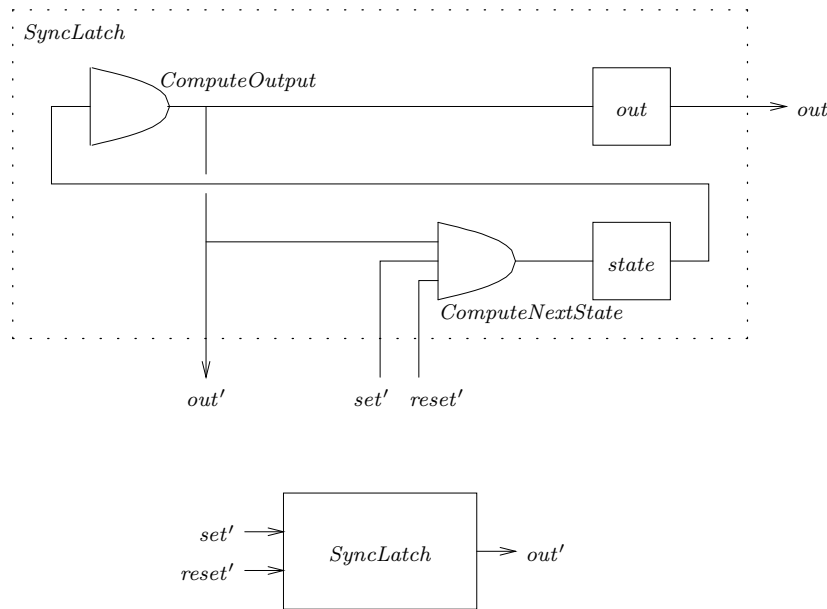 SyncLatch
ComputeOutput
out
out
state
ComputeNextState
out′
set′
reset′
set′
reset′
SyncLatch
out′